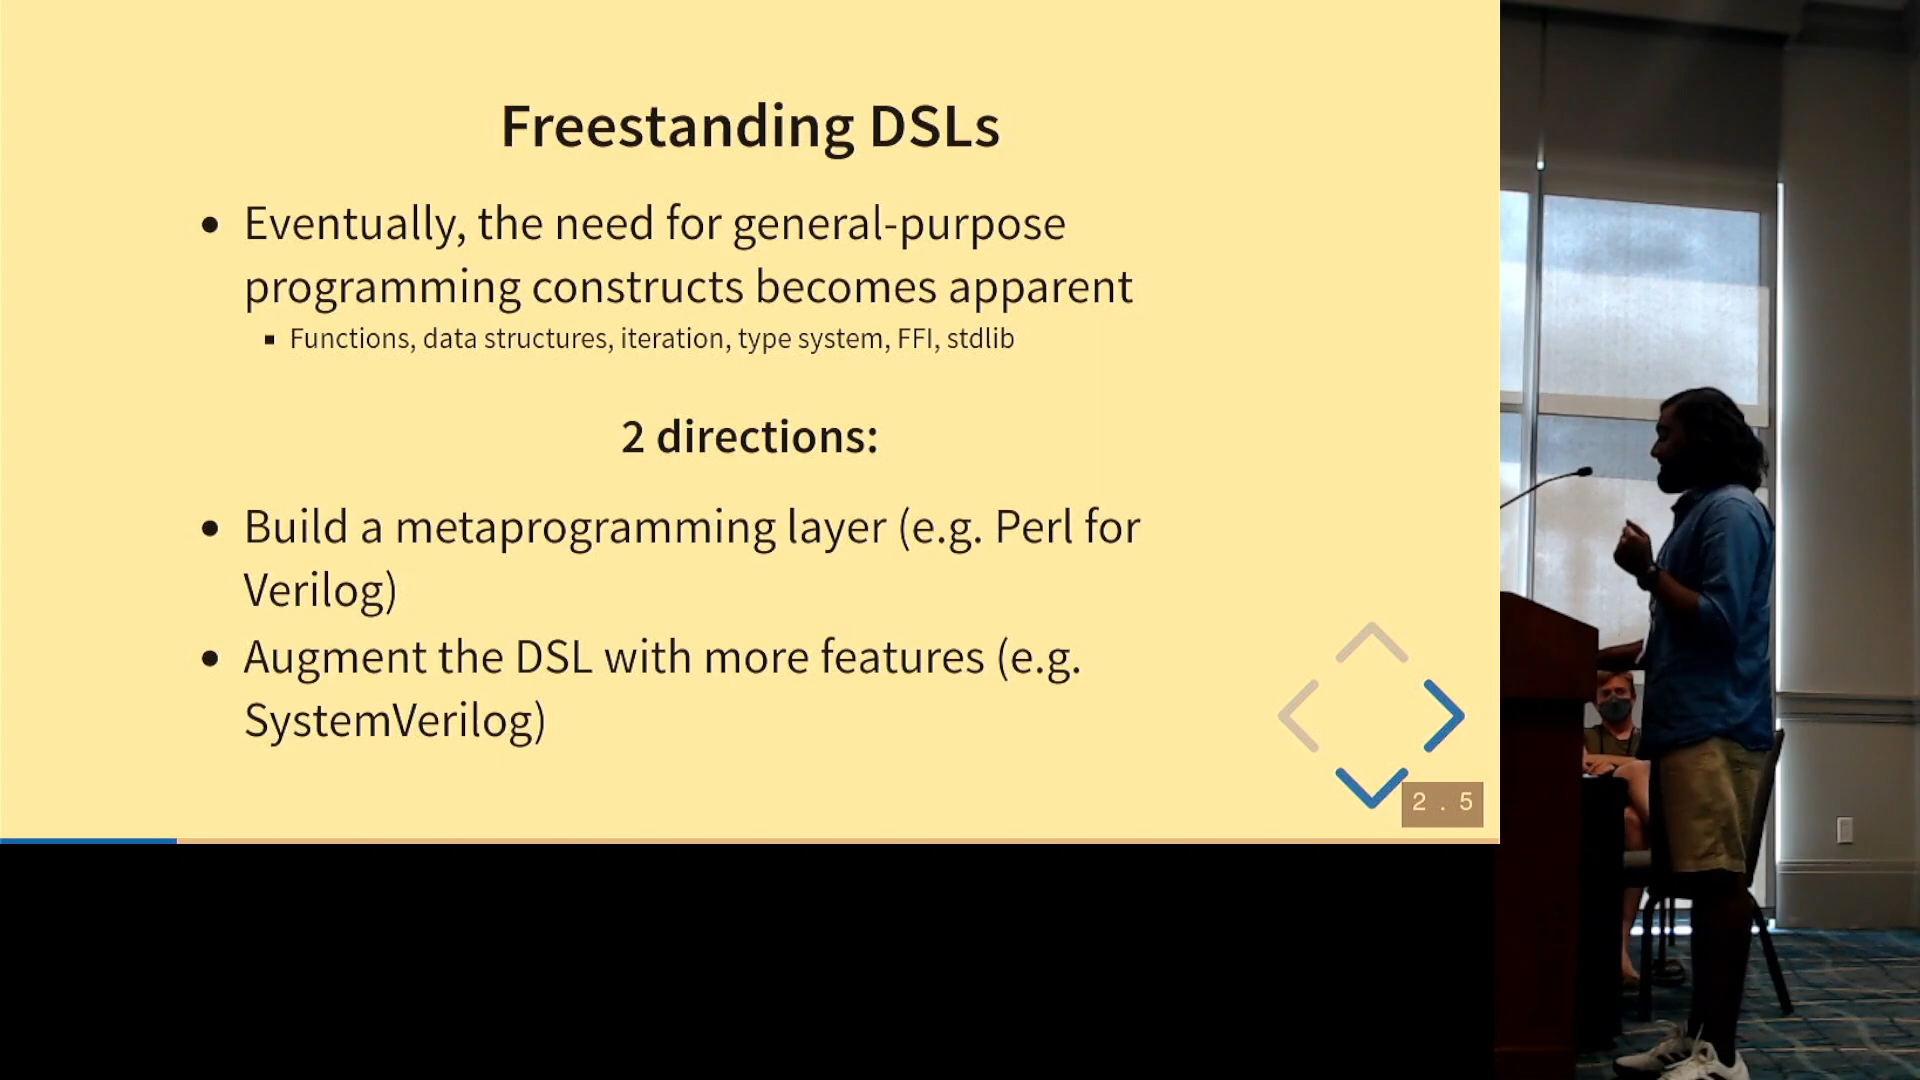 Freestanding DSLs
• Eventually, the need for general-purpose
programming constructs becomes apparent
▪ Functions, data structures, iteration, type system, FFI, stdlib
2 directions:
• Build a metaprogramming layer (e.g. Perl for
Verilog)
• Augment the DSL with more features (e.g.
SystemVerilog)
2 . 5